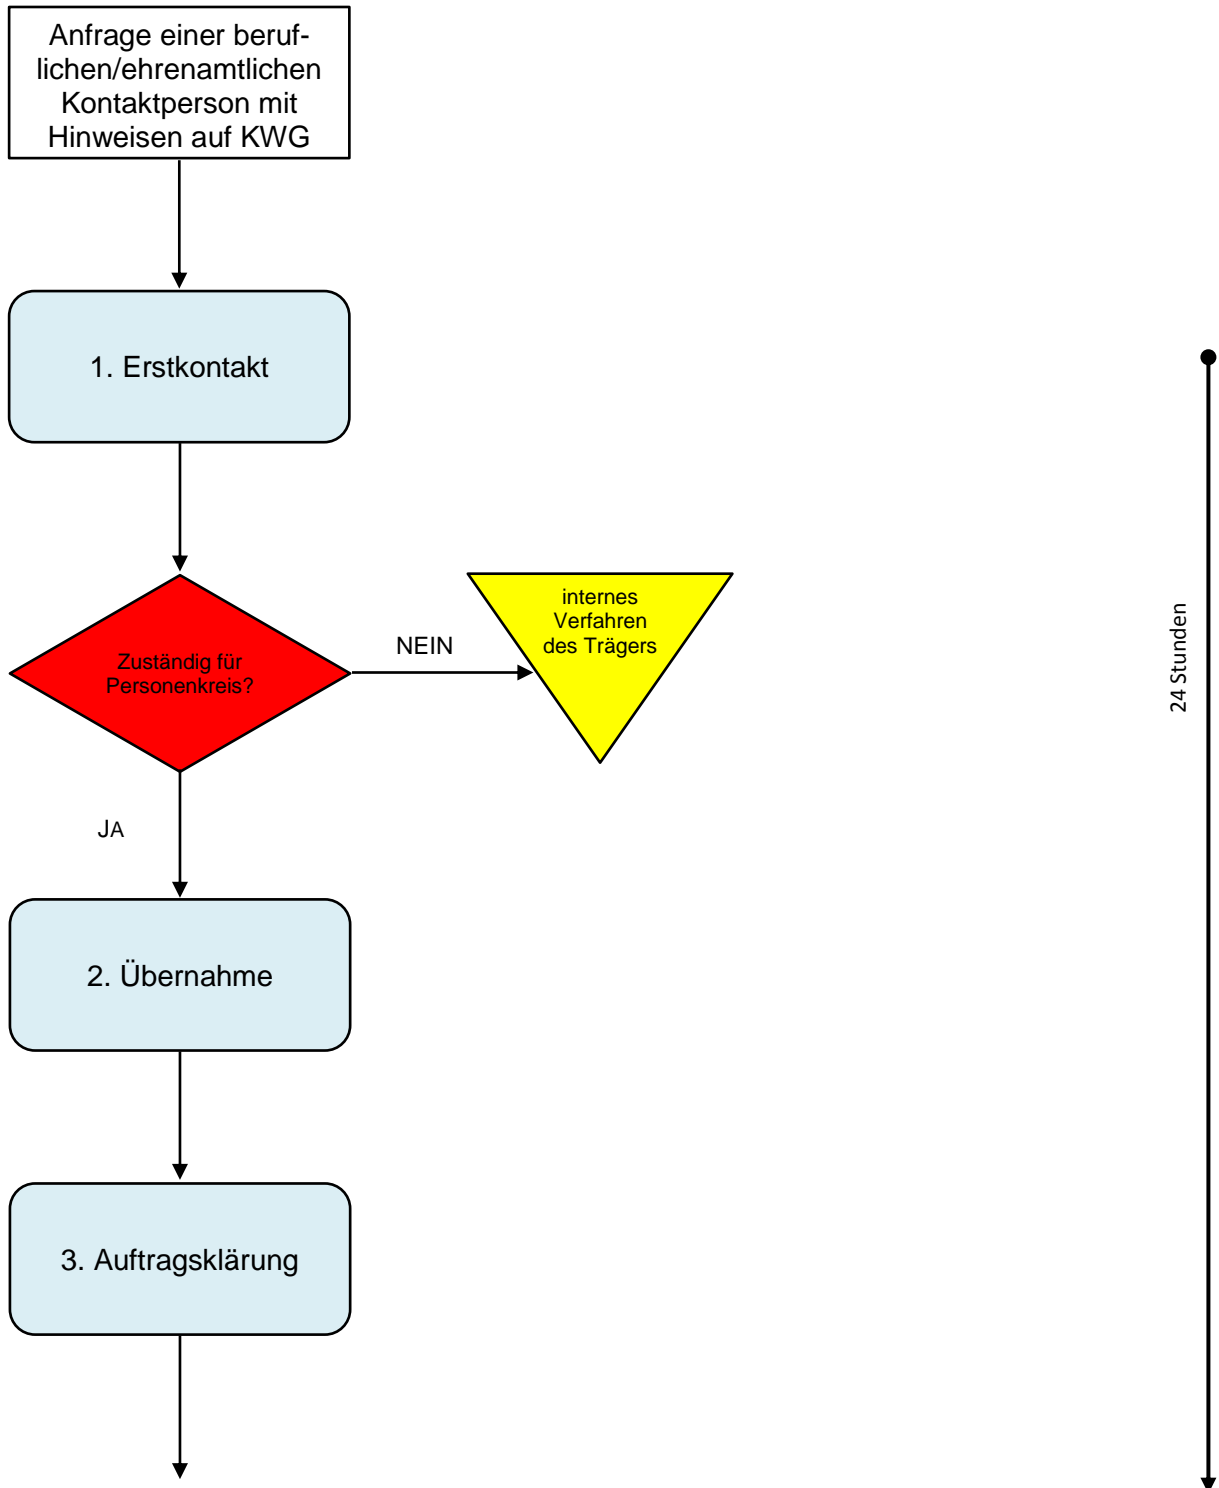 Anfrage einer beruf-
lichen/ehrenamtlichen
Kontaktperson mit
Hinweisen auf KWG
1. Erstkontakt
Zuständig für
Personenkreis?
NEIN
internes
Verfahren
des Trägers
24 Stunden
JA
2. Übernahme
3. Auftragsklärung